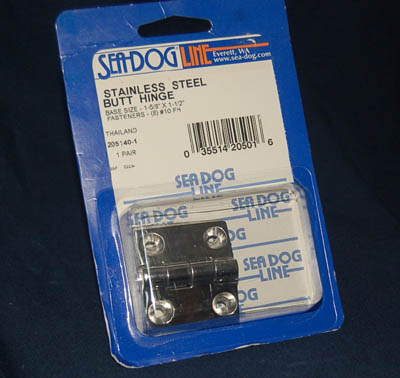 SEA-DOG LINE
Everett, WA
www.sea-dog.com
STAINLESS STEEL
BUTT HINGE
BASE SIZE - 1-5/8" X 1-1/2"
FASTENERS - (8) #10 FH
THAILAND
205140-1
1 PAIR
0 35514 20501 6
SEA DOG
LINE
SEA DOG
LINE
SEA DOG
LINE
DOG